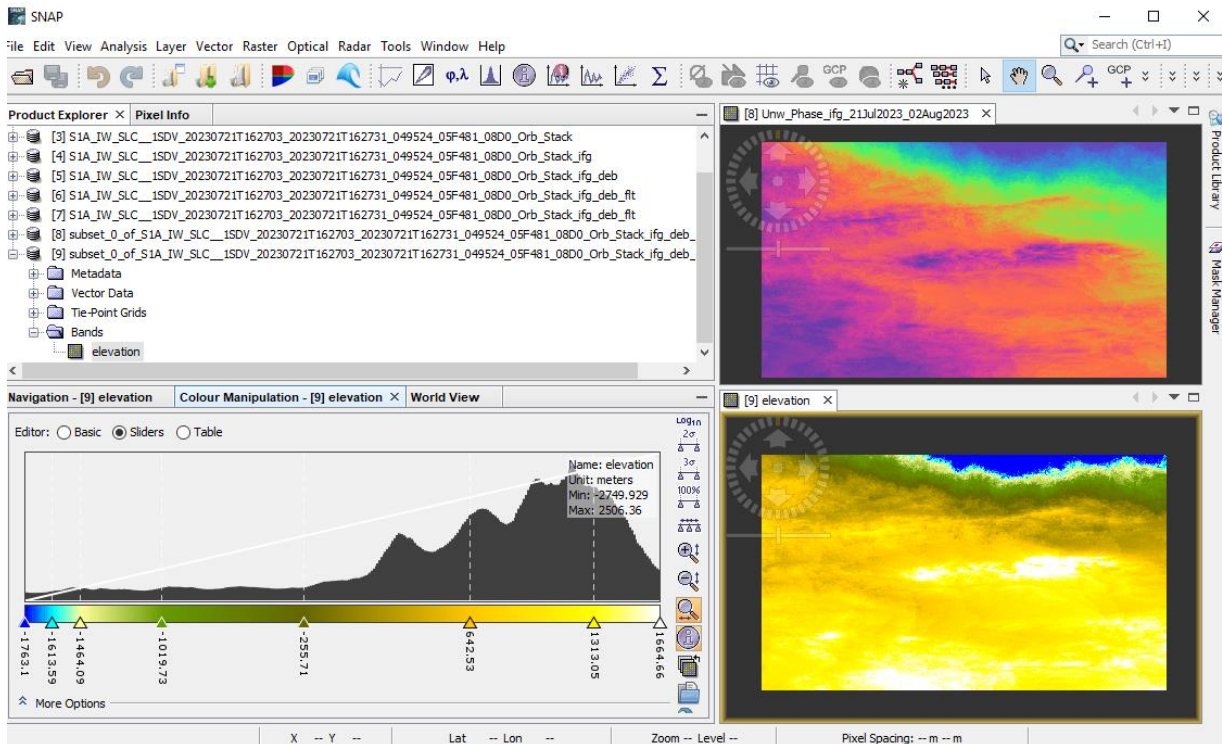 SNAP
File Edit View Analysis Layer Vector Raster Optical Radar Tools Window Help
Search (Ctrl+I)
φ,λ
Σ
GCP
GCP
Product Explorer Pixel Info
[3] S1A_IW_SLC__1SDV_20230721T162703_20230721T162731_049524_05F481_08D0_Orb_Stack
[4] S1A_IW_SLC__1SDV_20230721T162703_20230721T162731_049524_05F481_08D0_Orb_Stack_ifg
[5] S1A_IW_SLC__1SDV_20230721T162703_20230721T162731_049524_05F481_08D0_Orb_Stack_ifg_deb
[6] S1A_IW_SLC__1SDV_20230721T162703_20230721T162731_049524_05F481_08D0_Orb_Stack_ifg_deb_flt
[7] S1A_IW_SLC__1SDV_20230721T162703_20230721T162731_049524_05F481_08D0_Orb_Stack_ifg_deb_flt
[8] subset_0_of_S1A_IW_SLC__1SDV_20230721T162703_20230721T162731_049524_05F481_08D0_Orb_Stack_ifg_deb_
[9] subset_0_of_S1A_IW_SLC__1SDV_20230721T162703_20230721T162731_049524_05F481_08D0_Orb_Stack_ifg_deb_
Metadata
Vector Data
Tie-Point Grids
Bands
elevation
[8] Unw_Phase_ifg_21Jul2023_02Aug2023
Product Library
Mask Manager
Navigation - [9] elevation Colour Manipulation - [9] elevation World View
Editor: Basic Sliders Table
Name: elevation
Unit: meters
Min: -2749.929
Max: 2506.36
Log10
2σ
3σ
100%
-1763.1
-1613.59
-1464.09
-1019.73
-255.71
642.53
1313.05
1664.66
More Options
[9] elevation
X -- Y -- Lat -- Lon -- Zoom -- Level -- Pixel Spacing: -- m -- m